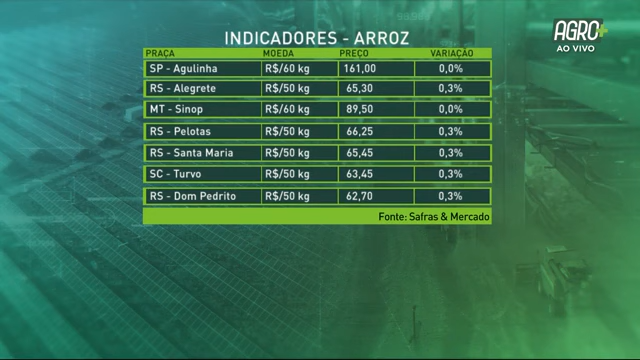 INDICADORES - ARROZ
AGRO+
AO VIVO
PRAÇA MOEDA PREÇO VARIAÇÃO
SP - Agulinha R$/60 kg 161,00 0,0%
RS - Alegrete R$/50 kg 65,30 0,3%
MT - Sinop R$/60 kg 89,50 0,0%
RS - Pelotas R$/50 kg 66,25 0,3%
RS - Santa Maria R$/50 kg 65,45 0,3%
SC - Turvo R$/50 kg 63,45 0,3%
RS - Dom Pedrito R$/50 kg 62,70 0,3%
Fonte: Safras & Mercado